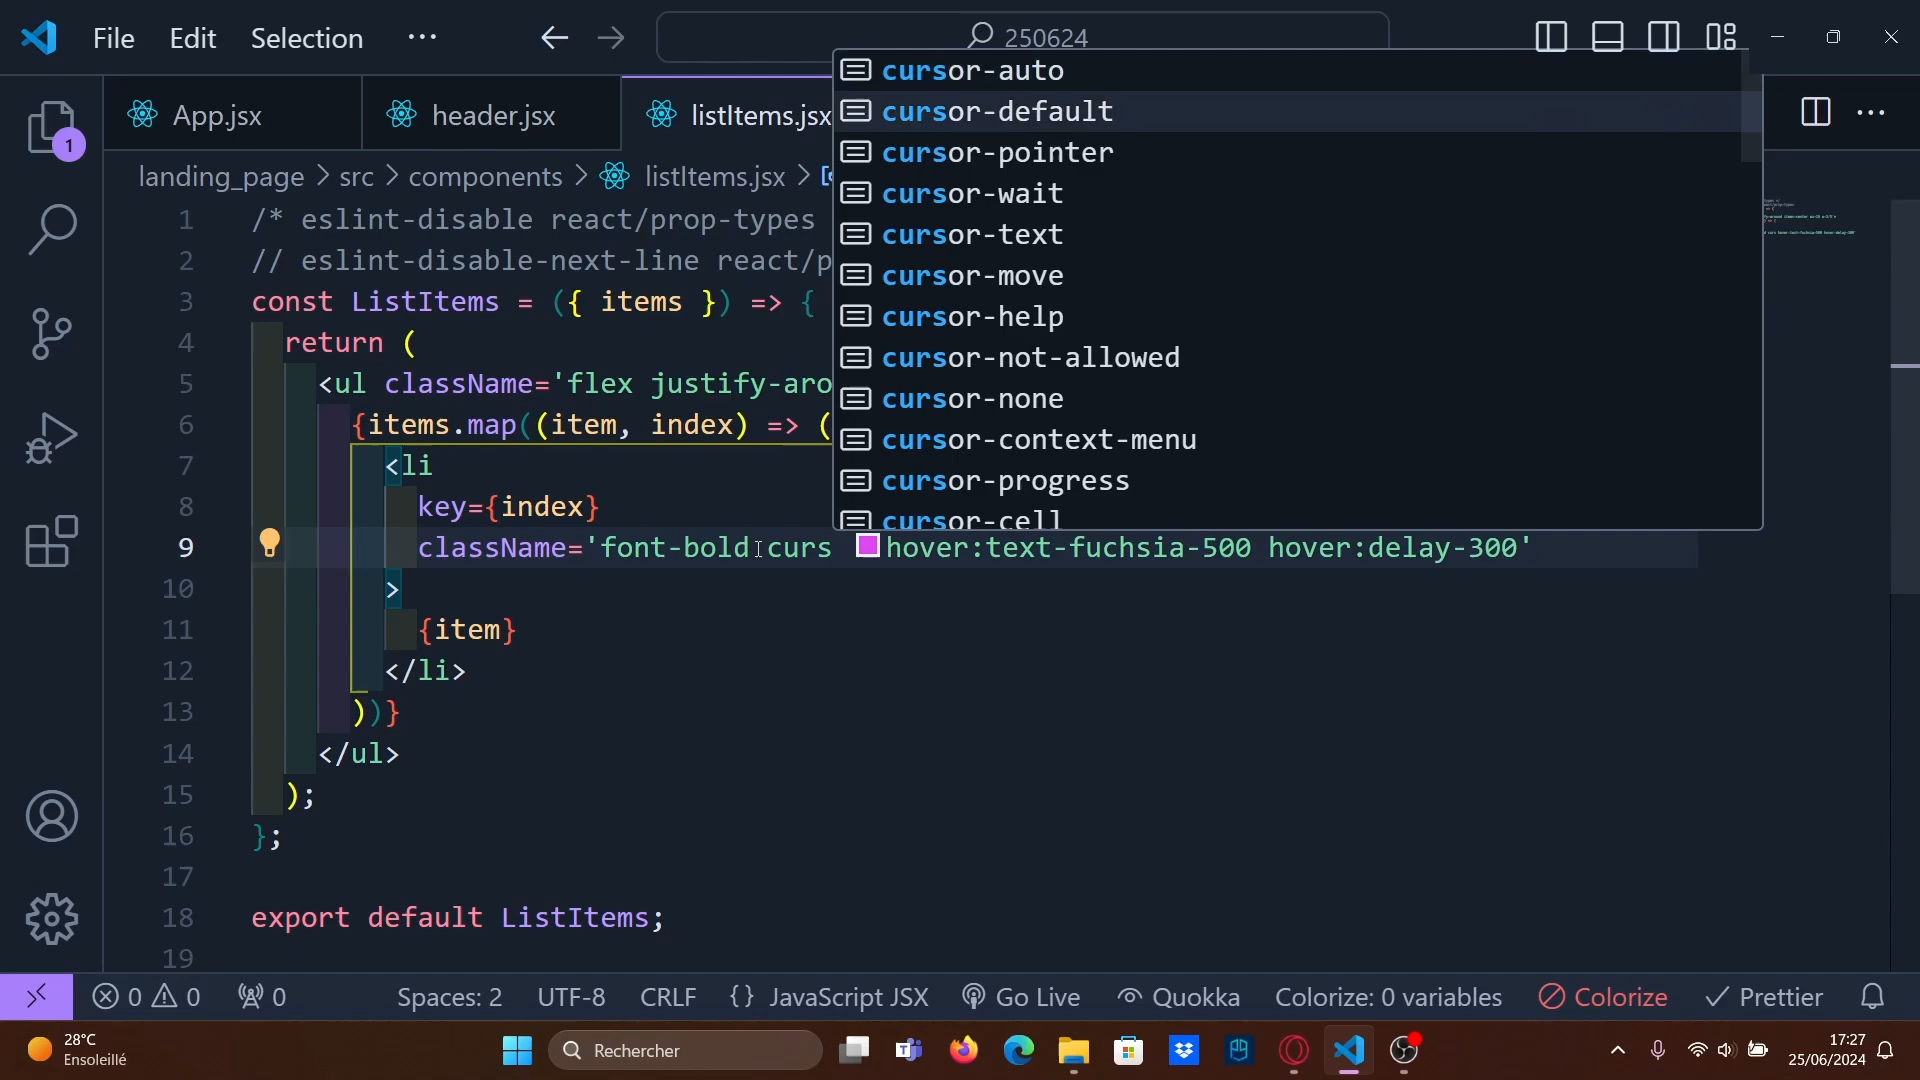 File Edit Selection ···
250624
App.jsx
header.jsx
listItems.jsx
landing_page > src > components > listItems.jsx >
cursor-auto
cursor-default
cursor-pointer
cursor-wait
cursor-text
cursor-move
cursor-help
cursor-not-allowed
cursor-none
cursor-context-menu
cursor-progress
cursor-cell
1 /* eslint-disable react/prop-types
2 // eslint-disable-next-line react/p
3 const ListItems = ({ items }) => {
4 return (
5 <ul className='flex justify-aro
6 {items.map((item, index) => (
7 <li
8 key={index}
9 className='font-bold curs hover:text-fuchsia-500 hover:delay-300'
10 >
11 {item}
12 </li>
13 ))}
14 </ul>
15 );
16 };
17
18 export default ListItems;
19
1
0 0 0 Spaces: 2 UTF-8 CRLF {} JavaScript JSX Go Live Quokka Colorize: 0 variables Colorize Prettier
28°C
Ensoleillé
Rechercher
17:27
25/06/2024